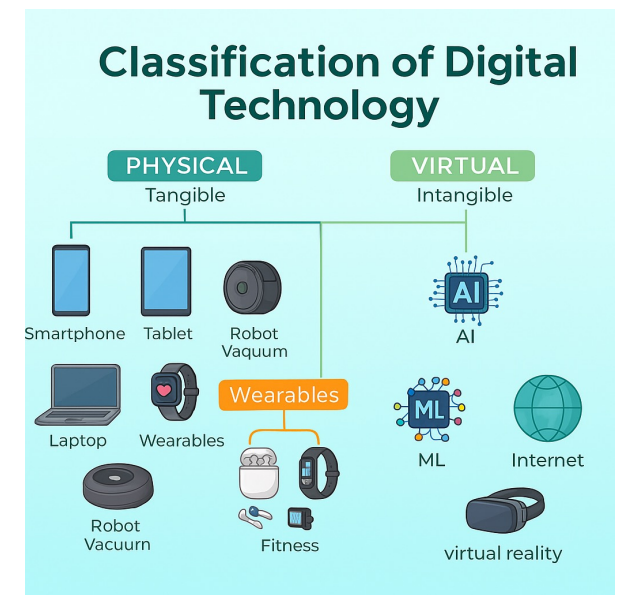 Classification of Digital
Technology
PHYSICAL
Tangible
VIRTUAL
Intangible
Smartphone
Tablet
Robot
Vaquum
AI
AI
Laptop
Wearables
Wearables
ML
ML
Internet
Robot
Vacuurn
Fitness
virtual reality